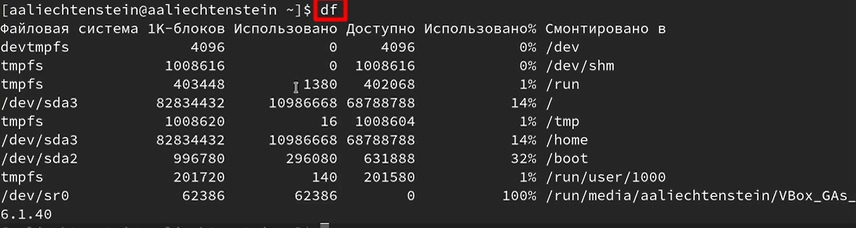 [aaliechtenstein@aaliechtenstein ~]$ df
Файловая система 1K-блоков Использовано Доступно Использовано% Смонтировано в
devtmpfs 4096 0 4096 0% /dev
tmpfs 1008616 0 1008616 0% /dev/shm
tmpfs 403448 1380 402068 1% /run
/dev/sda3 82834432 10986668 68788788 14% /
tmpfs 1008620 16 1008604 1% /tmp
/dev/sda3 82834432 10986668 68788788 14% /home
/dev/sda2 996780 296080 631888 32% /boot
tmpfs 201720 140 201580 1% /run/user/1000
/dev/sr0 62386 62386 0 100% /run/media/aaliechtenstein/VBox_GAs_
6.1.40